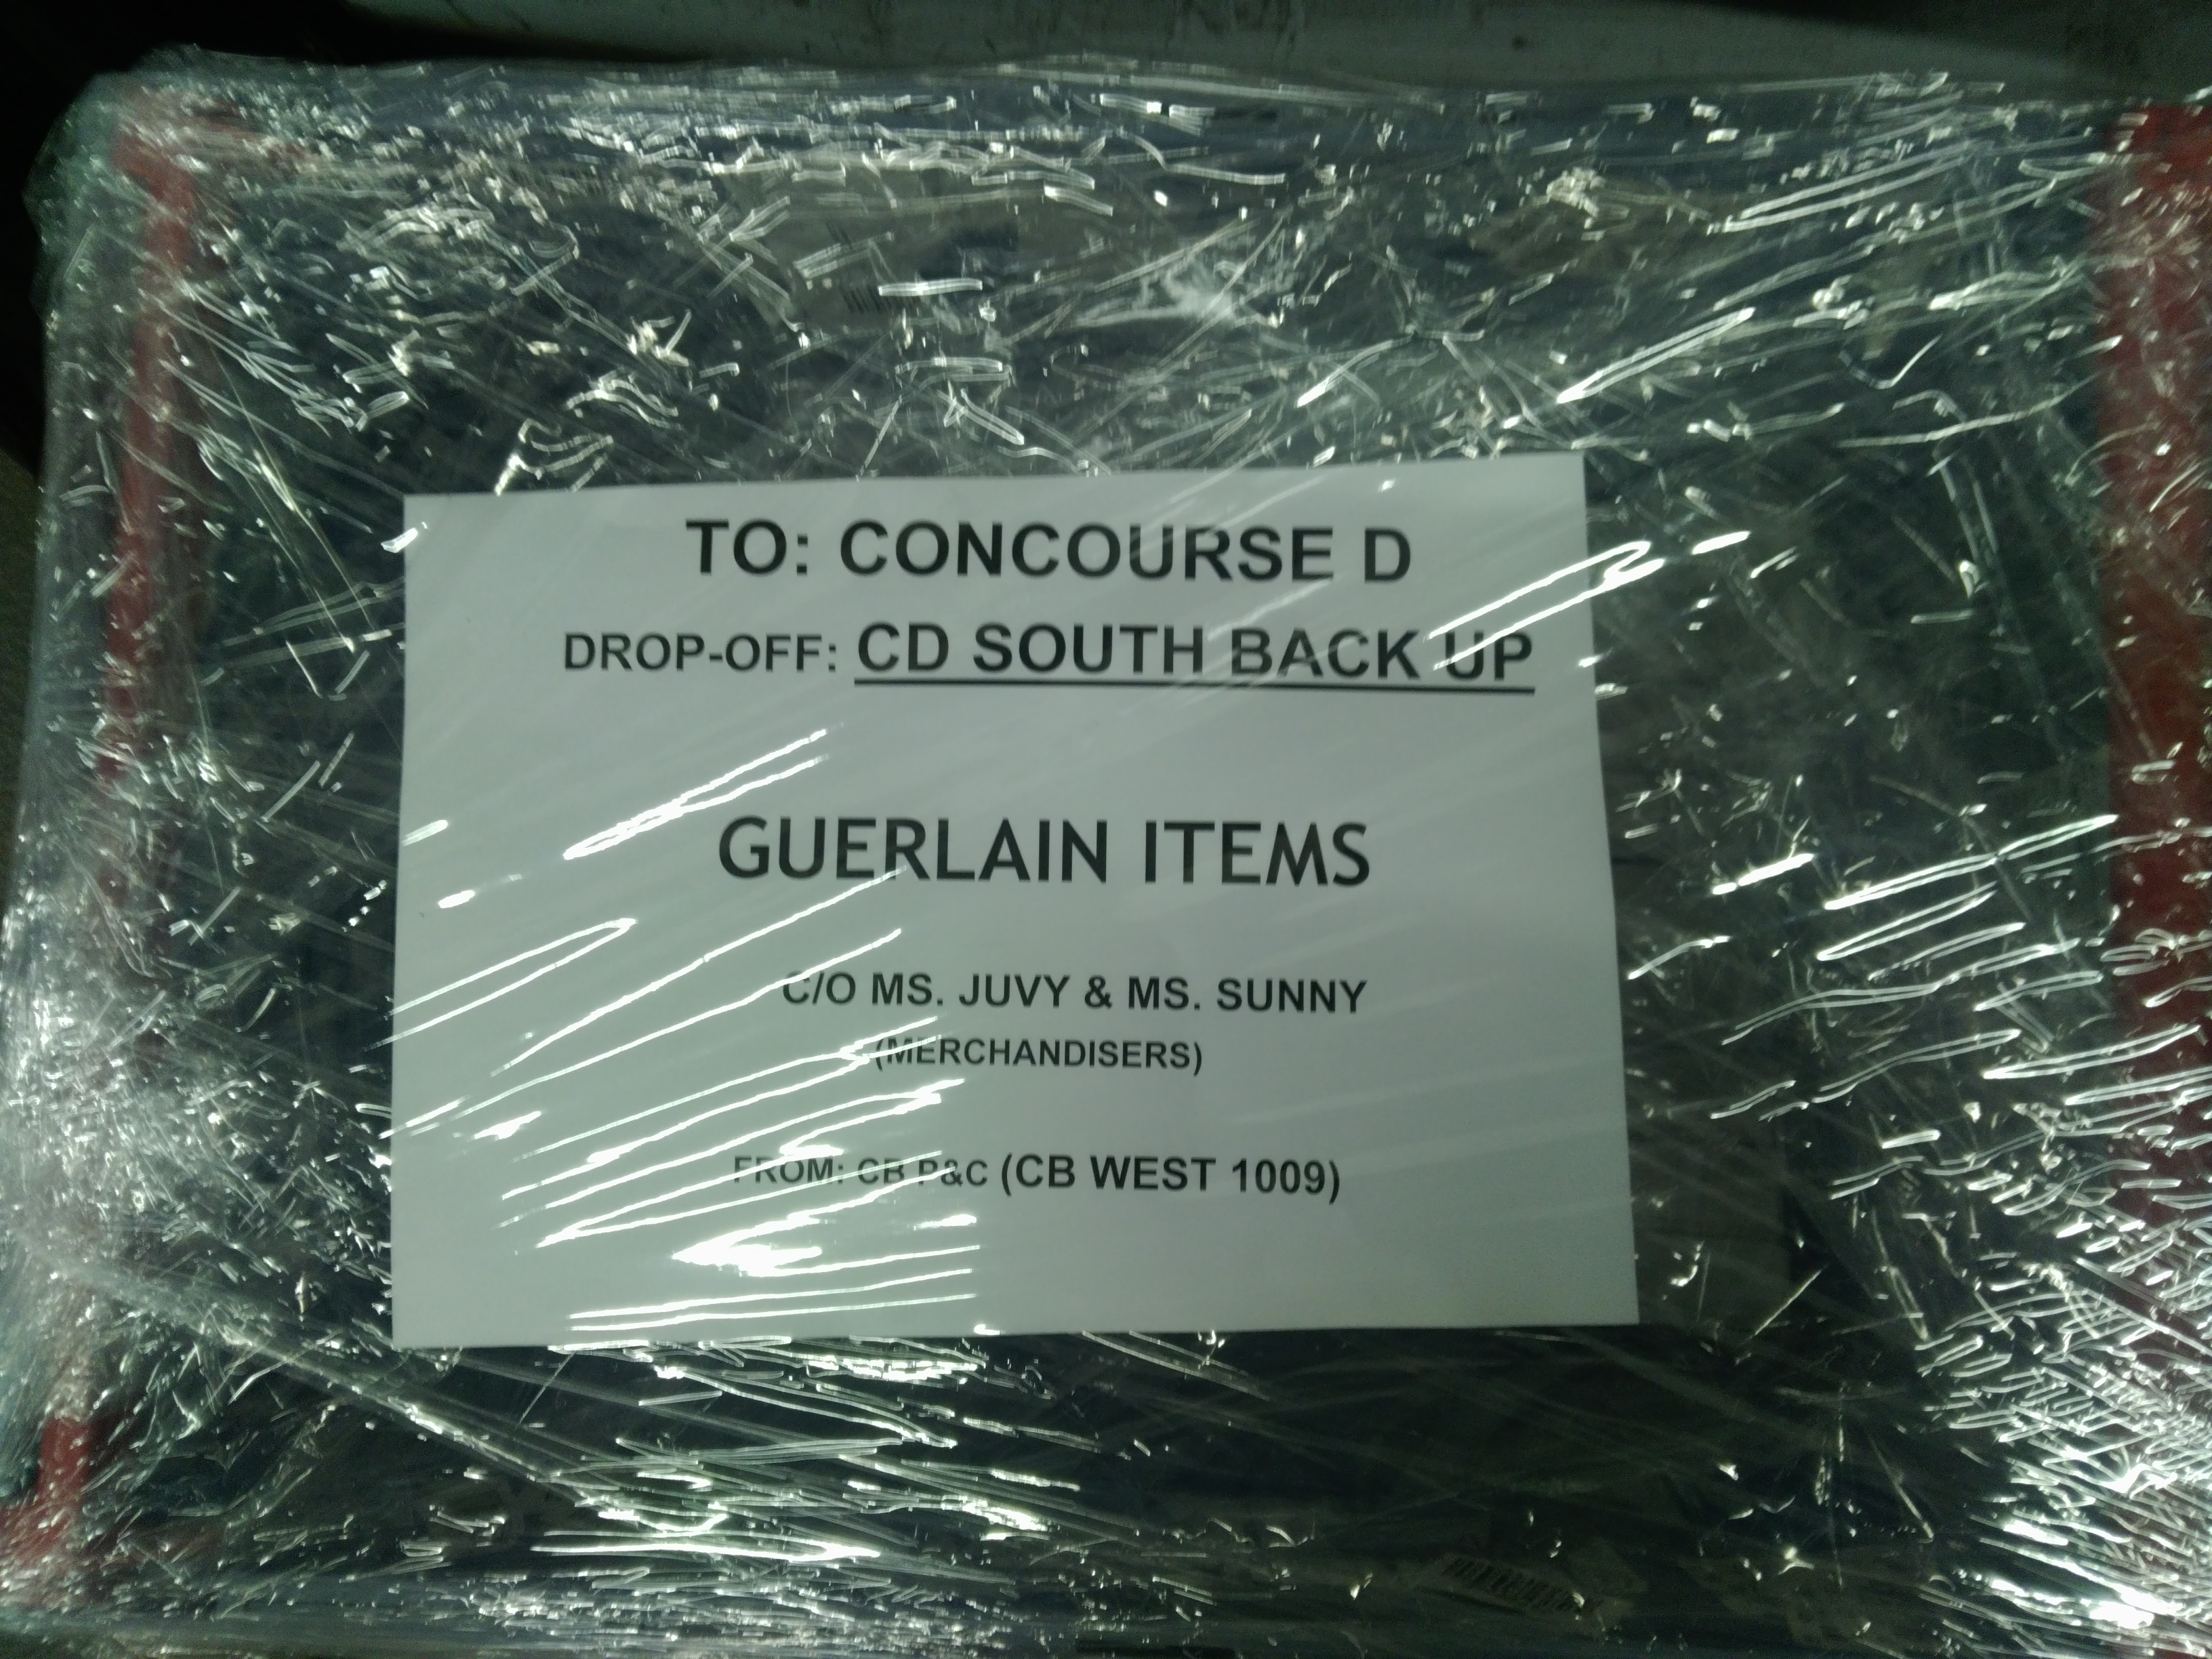 TO: CONCOURSE D
DROP-OFF: CD SOUTH BACK UP
GUERLAIN ITEMS
C/O MS. JUVY & MS. SUNNY
(MERCHANDISERS)
FROM: CB P&C (CB WEST 1009)